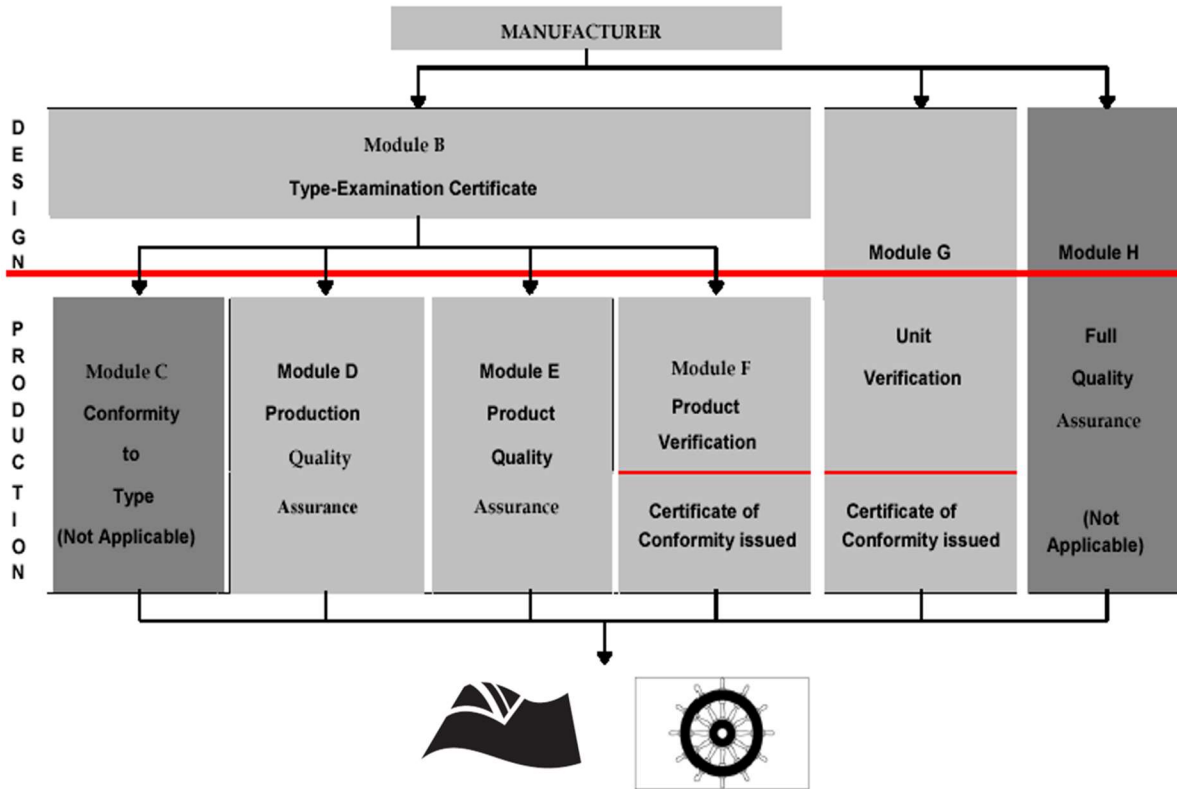 MANUFACTURER
DESIGN
Module B
Type-Examination Certificate
Module G
Module H
PRODUCTION
Module C
Conformity
to
Type
(Not Applicable)
Module D
Production
Quality
Assurance
Module E
Product
Quality
Assurance
Module F
Product
Verification
Certificate of
Conformity issued
Unit
Verification
Certificate of
Conformity issued
Full
Quality
Assurance
(Not
Applicable)